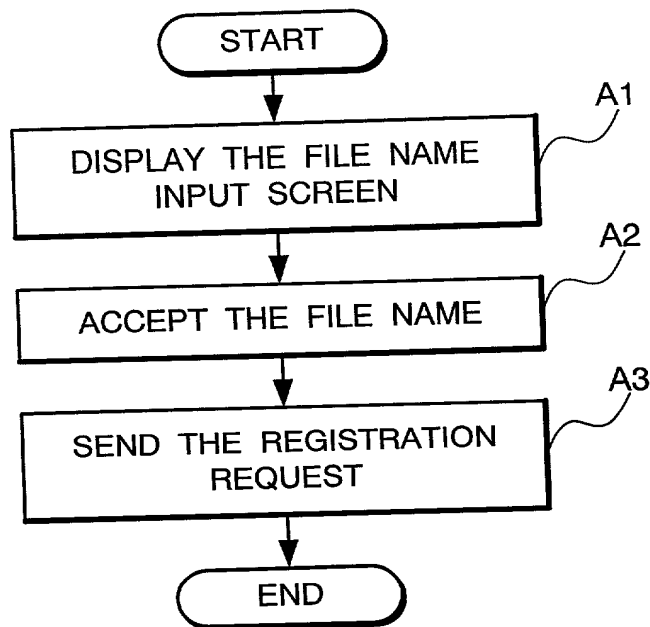 START
A1
DISPLAY THE FILE NAME
INPUT SCREEN
A2
ACCEPT THE FILE NAME
A3
SEND THE REGISTRATION
REQUEST
END